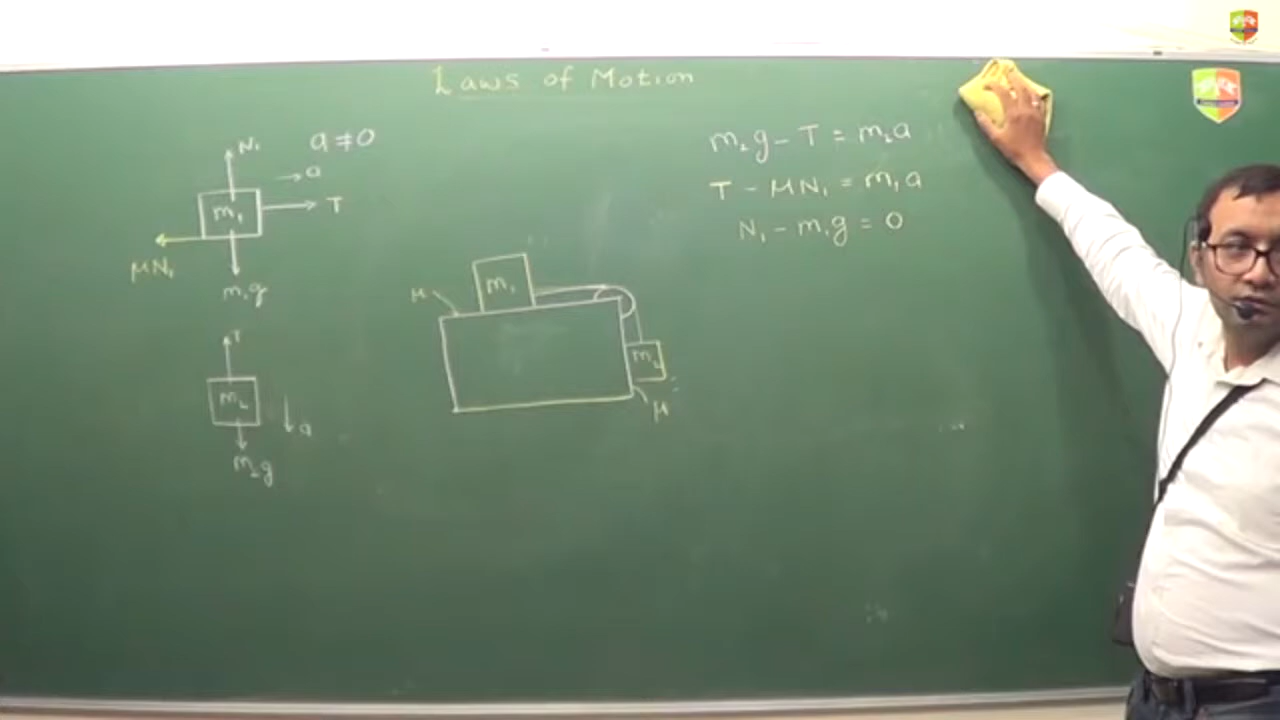 Laws of Motion
N₁ a ≠ 0
→ a
m₁ T
μN₁
m₁g
T
m₂
a
m₂g
μ m₁
m₂
μ
m₂g - T = m₂a
T - μN₁ = m₁a
N₁ - m₁g = 0